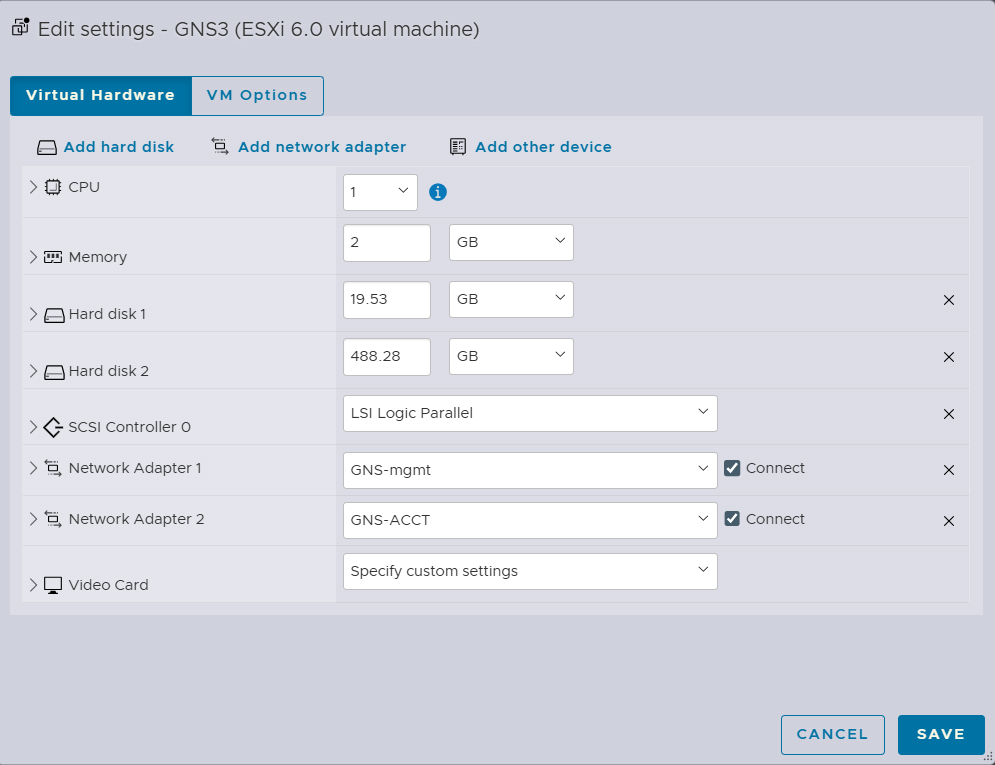 Edit settings - GNS3 (ESXi 6.0 virtual machine)
Virtual Hardware VM Options
Add hard disk Add network adapter Add other device
CPU 1
Memory 2 GB
Hard disk 1 19.53 GB
Hard disk 2 488.28 GB
SCSI Controller 0 LSI Logic Parallel
Network Adapter 1 GNS-mgmt Connect
Network Adapter 2 GNS-ACCT Connect
Video Card Specify custom settings
CANCEL SAVE